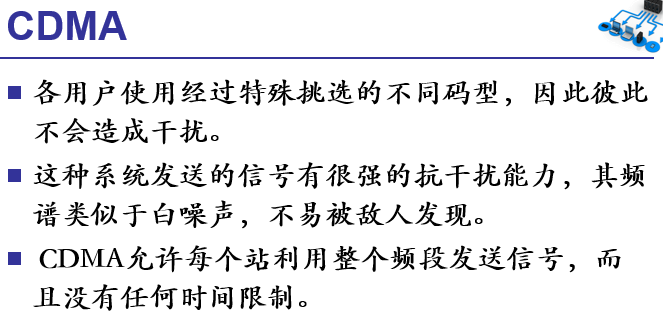 CDMA
各用户使用经过特殊挑选的不同码型，因此彼此
不会造成干扰。
这种系统发送的信号有很强的抗干扰能力，其频
谱类似于白噪声，不易被敌人发现。
CDMA允许每个站利用整个频段发送信号，而
且没有任何时间限制。